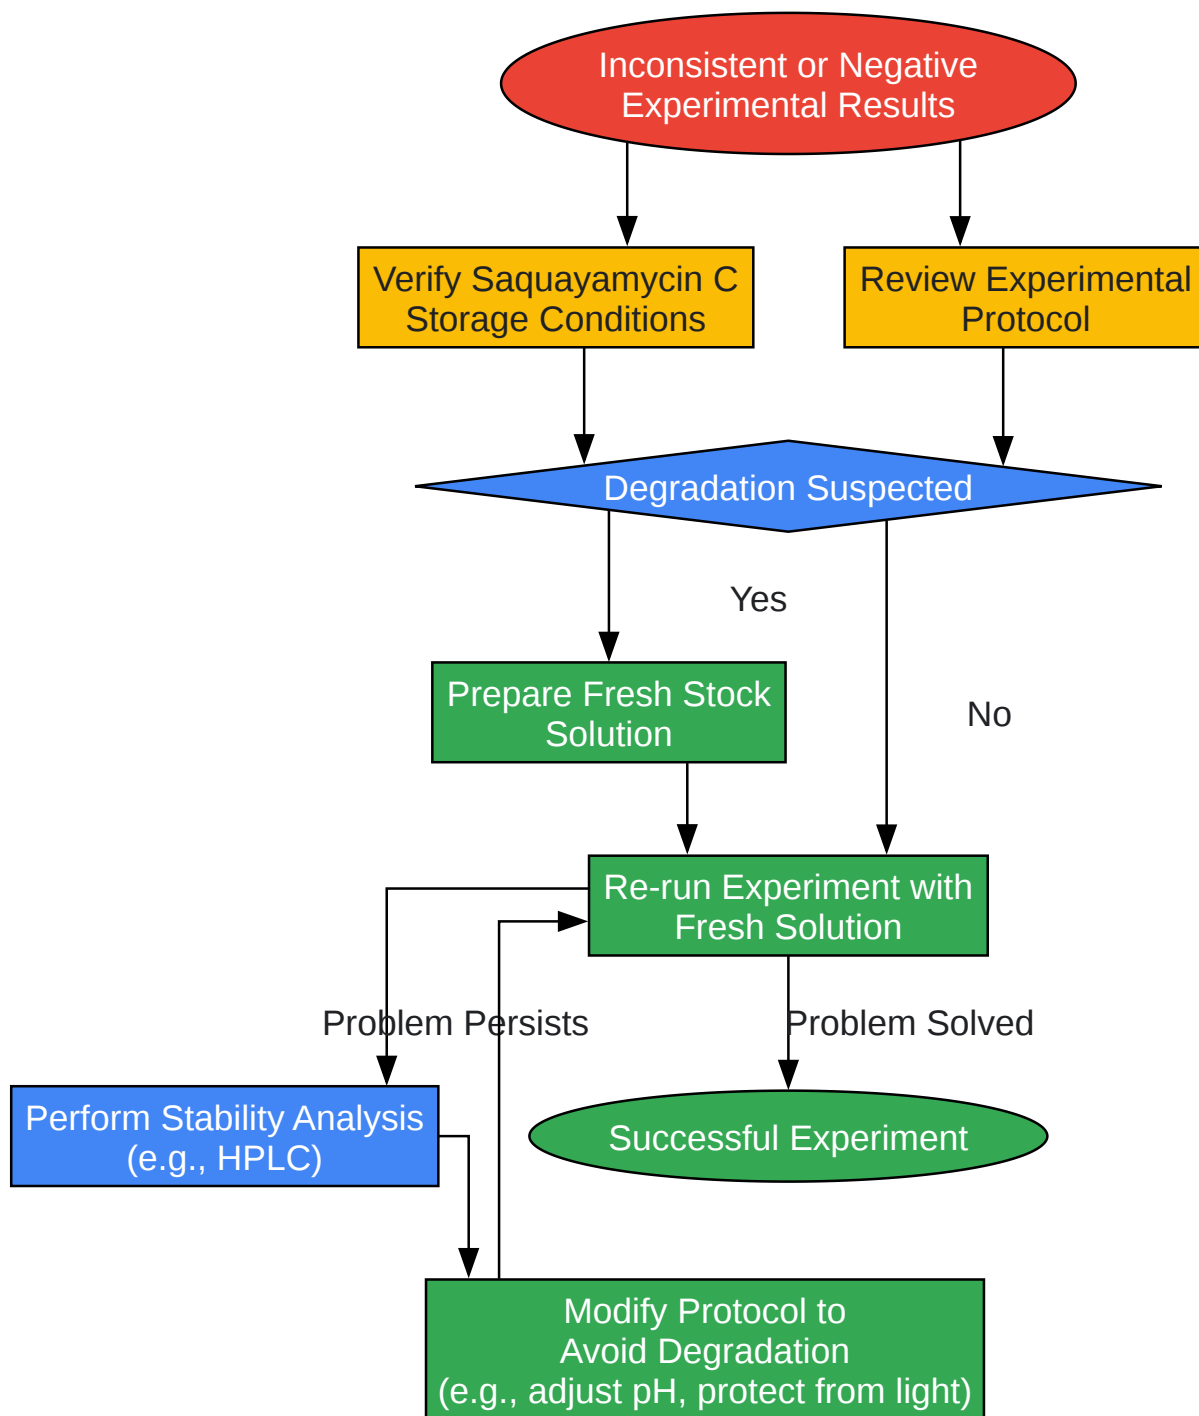 Inconsistent or Negative
Experimental Results
Verify Saquayamycin C
Storage Conditions
Review Experimental
Protocol
Degradation Suspected
Yes
Prepare Fresh Stock
Solution
No
Re-run Experiment with
Fresh Solution
Problem Persists
Problem Solved
Perform Stability Analysis
(e.g., HPLC)
Successful Experiment
Modify Protocol to
Avoid Degradation
(e.g., adjust pH, protect from light)